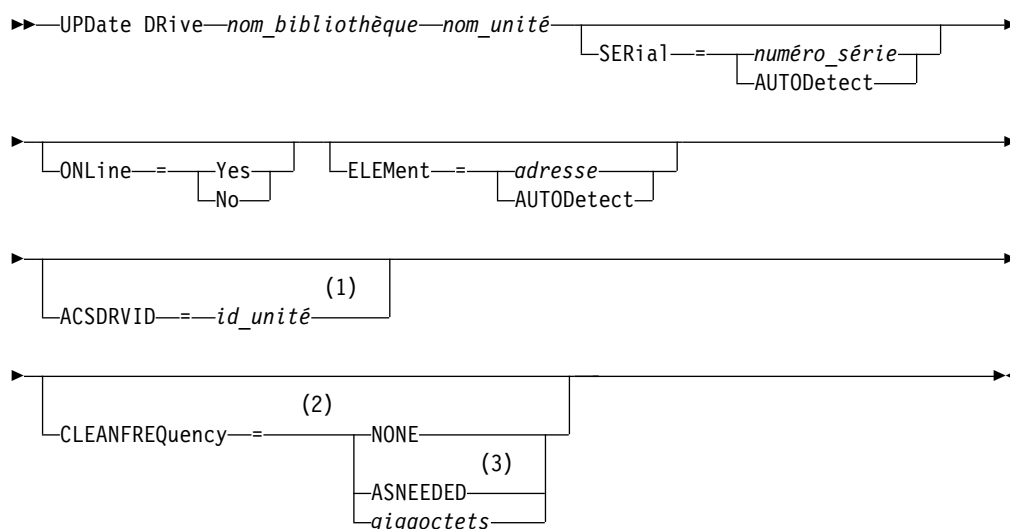 UPDate DRive nom_bibliothèque nom_unité
SERial = numéro_série
AUTODetect
ONLine = Yes
No
ELEMent = adresse
AUTODetect
(1)
ACSDRVID = id_unité
(2)
CLEANFREQuency = NONE
(3)
ASNEEDED
gigaoctets